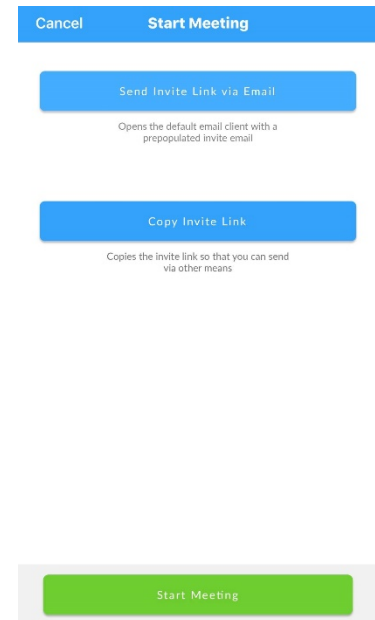 Cancel Start Meeting
Send Invite Link via Email
Opens the default email client with a
prepopulated invite email
Copy Invite Link
Copies the invite link so that you can send
via other means
Start Meeting